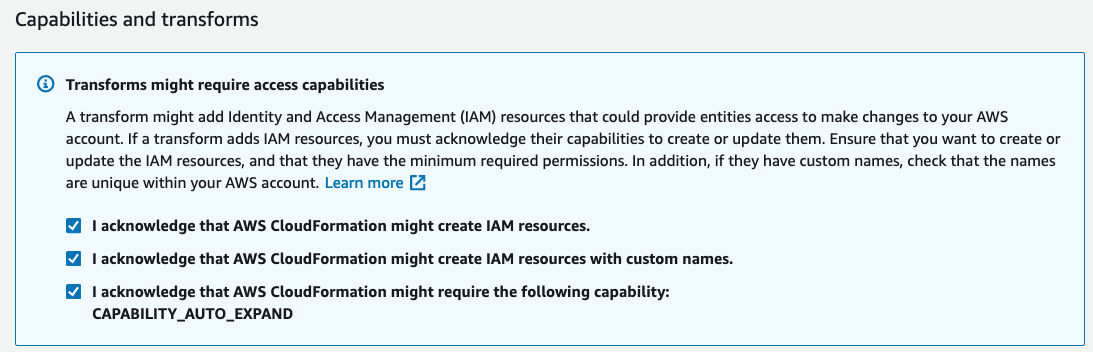 Capabilities and transforms
Transforms might require access capabilities
A transform might add Identity and Access Management (IAM) resources that could provide entities access to make changes to your AWS
account. If a transform adds IAM resources, you must acknowledge their capabilities to create or update them. Ensure that you want to create or
update the IAM resources, and that they have the minimum required permissions. In addition, if they have custom names, check that the names
are unique within your AWS account. Learn more
I acknowledge that AWS CloudFormation might create IAM resources.
I acknowledge that AWS CloudFormation might create IAM resources with custom names.
I acknowledge that AWS CloudFormation might require the following capability:
CAPABILITY_AUTO_EXPAND